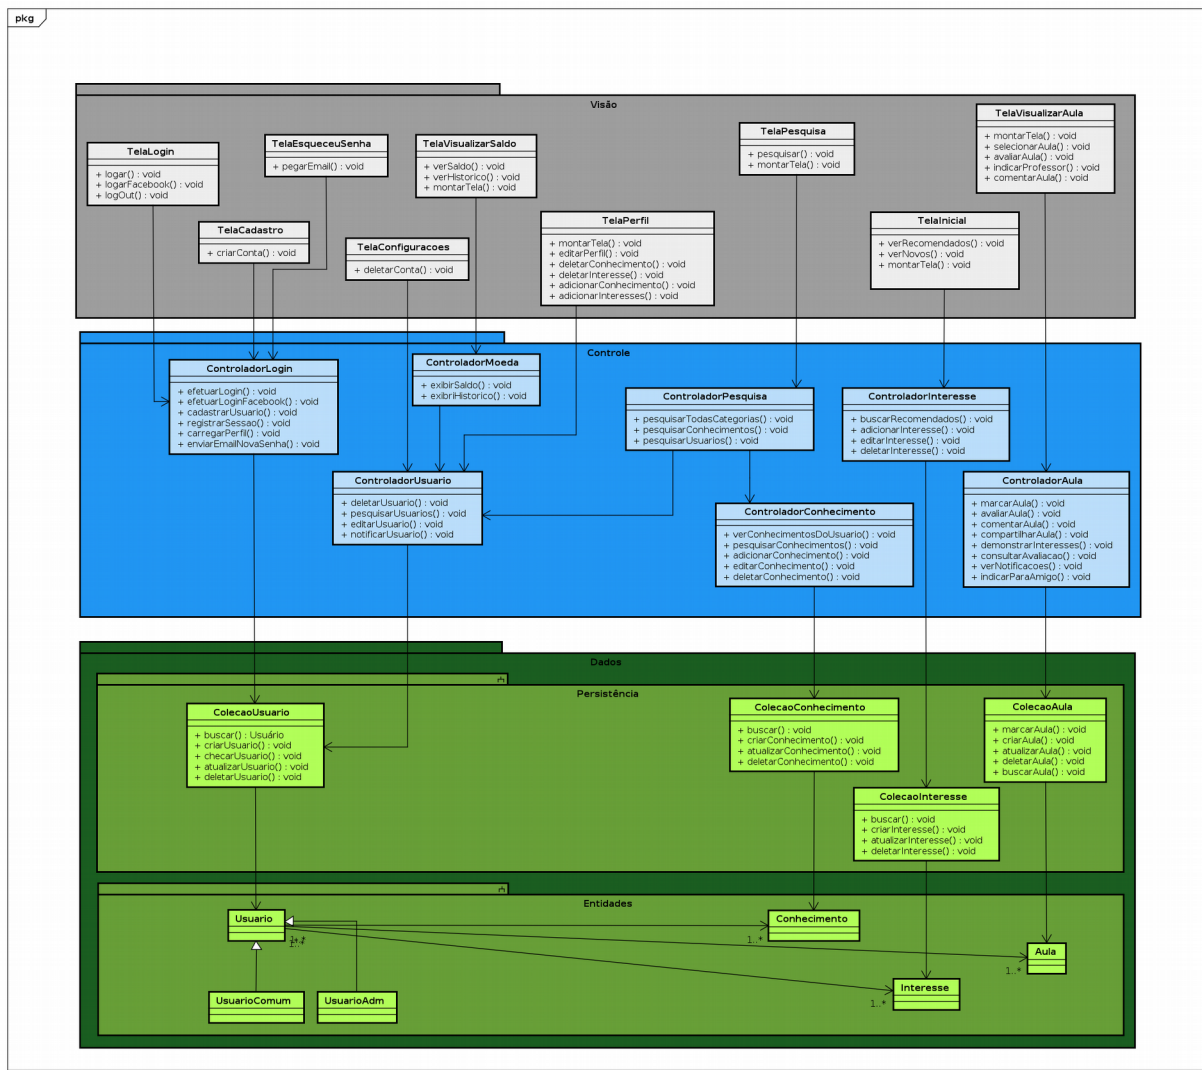 pkg
Visão
TelaLogin
+ logar() : void
+ logarFacebook() : void
+ logOut() : void
TelaEsqueceuSenha
+ pegarEmail() : void
TelaVisualizarSaldo
+ verSaldo() : void
+ verHistorico() : void
+ montarTela() : void
TelaPesquisa
+ pesquisar() : void
+ montarTela() : void
TelaVisualizarAula
+ montarTela() : void
+ selecionarAula() : void
+ avaliarAula() : void
+ indicarProfessor() : void
+ comentarAula() : void
TelaCadastro
+ criarConta() : void
TelaConfiguracoes
+ deletarConta() : void
TelaPerfil
+ montarTela() : void
+ editarPerfil() : void
+ deletarConhecimento() : void
+ deletarInteresse() : void
+ adicionarConhecimento() : void
+ adicionarInteresses() : void
TelaInicial
+ verRecomendados() : void
+ verNovos() : void
+ montarTela() : void
Controle
ControladorLogin
+ efetuarLogin() : void
+ efetuarLoginFacebook() : void
+ cadastrarUsuario() : void
+ registrarSessao() : void
+ carregarPerfil() : void
+ enviarEmailNovaSenha() : void
ControladorMoeda
+ exibirSaldo() : void
+ exibriHistorico() : void
ControladorPesquisa
+ pesquisarTodasCategorias() : void
+ pesquisarConhecimentos() : void
+ pesquisarUsuarios() : void
ControladorInteresse
+ buscarRecomendados() : void
+ adicionarInteresse() : void
+ editarInteresse() : void
+ deletarInteresse() : void
ControladorUsuario
+ deletarUsuario() : void
+ pesquisarUsuarios() : void
+ editarUsuario() : void
+ notificarUsuario() : void
ControladorConhecimento
+ verConhecimentosDoUsuario() : void
+ pesquisarConhecimentos() : void
+ adicionarConhecimento() : void
+ editarConhecimento() : void
+ deletarConhecimento() : void
ControladorAula
+ marcarAula() : void
+ avaliarAula() : void
+ comentarAula() : void
+ compartilharAula() : void
+ demonstrarInteresses() : void
+ consultarAvaliacao() : void
+ verNotificacoes() : void
+ indicarParaAmigo() : void
Dados
Persistência
ColecaoUsuario
+ buscar() : Usuário
+ criarUsuario() : void
+ checarUsuario() : void
+ atualizarUsuario() : void
+ deletarUsuario() : void
ColecaoConhecimento
+ buscar() : void
+ criarConhecimento() : void
+ atualizarConhecimento() : void
+ deletarConhecimento() : void
ColecaoAula
+ marcarAula() : void
+ criarAula() : void
+ atualizarAula() : void
+ deletarAula() : void
+ buscarAula() : void
ColecaoInteresse
+ buscar() : void
+ criarInteresse() : void
+ atualizarInteresse() : void
+ deletarInteresse() : void
Entidades
Usuario
Conhecimento
1..*
Aula
1..*
Interesse
1..*
UsuarioComum
UsuarioAdm